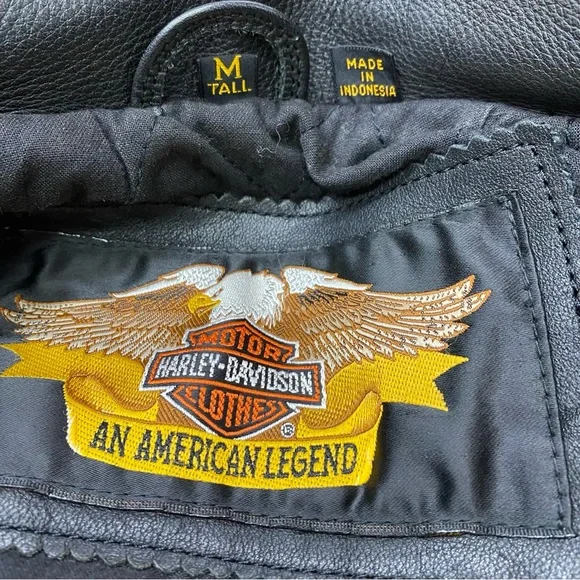 M
TALL
MADE
IN
INDONESIA
MOTOR
HARLEY-DAVIDSON
CLOTHES
®
AN AMERICAN LEGEND